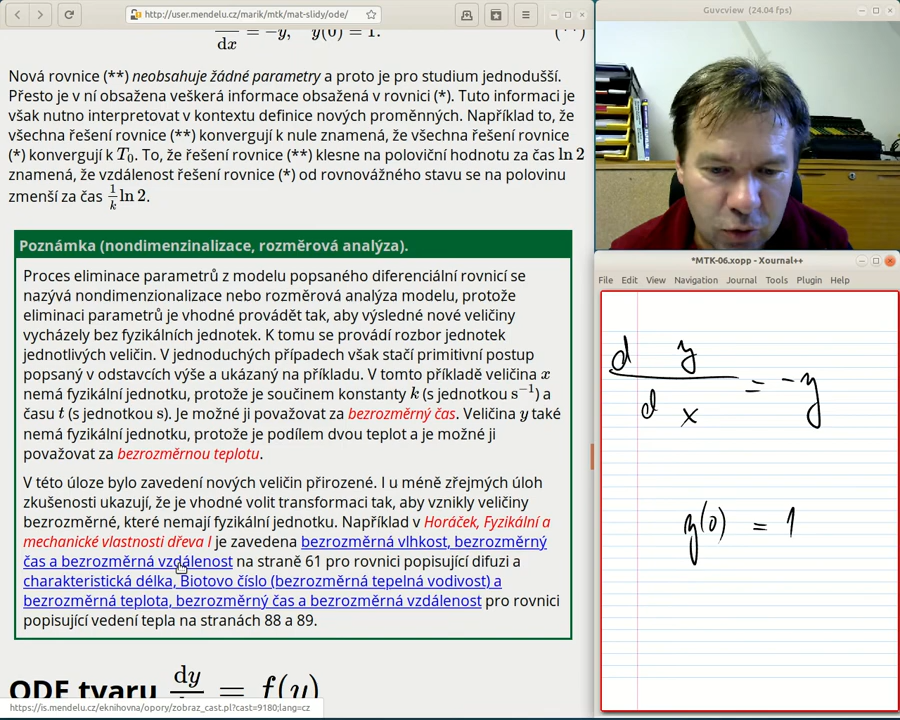 http://user.mendelu.cz/marik/mtk/mat-slidy/ode/
dx = −y, y(0) = 1. (**)
Nová rovnice (**) neobsahuje žádné parametry a proto je pro studium jednodušší.
Přesto je v ní obsažena veškerá informace obsažená v rovnici (*). Tuto informaci je
však nutno interpretovat v kontextu definice nových proměnných. Například to, že
všechna řešení rovnice (**) konvergují k nule znamená, že všechna řešení rovnice
(*) konvergují k T₀. To, že řešení rovnice (**) klesne na poloviční hodnotu za čas ln 2
znamená, že vzdálenost řešení rovnice (*) od rovnovážného stavu se na polovinu
zmenší za čas 1/k ln 2.
Poznámka (nondimenzinalizace, rozměrová analýza).
Proces eliminace parametrů z modelu popsaného diferenciální rovnicí se
nazývá nondimenzionalizace nebo rozměrová analýza modelu, protože
eliminaci parametrů je vhodné provádět tak, aby výsledné nové veličiny
vycházely bez fyzikálních jednotek. K tomu se provádí rozbor jednotek
jednotlivých veličin. V jednoduchých případech však stačí primitivní postup
popsaný v odstavcích výše a ukázaný na příkladu. V tomto příkladě veličina x
nemá fyzikální jednotku, protože je součinem konstanty k (s jednotkou s⁻¹) a
času t (s jednotkou s). Je možné ji považovat za bezrozměrný čas. Veličina y také
nemá fyzikální jednotku, protože je podílem dvou teplot a je možné ji
považovat za bezrozměrnou teplotu.
V této úloze bylo zavedení nových veličin přirozené. I u méně zřejmých úloh
zkušenosti ukazují, že je vhodné volit transformaci tak, aby vznikly veličiny
bezrozměrné, které nemají fyzikální jednotku. Například v Horáček, Fyzikální a
mechanické vlastnosti dřeva I je zavedena bezrozměrná vlhkost, bezrozměrný
čas a bezrozměrná vzdálenost na straně 61 pro rovnici popisující difuzi a
charakteristická délka, Biotovo číslo (bezrozměrná tepelná vodivost) a
bezrozměrná teplota, bezrozměrný čas a bezrozměrná vzdálenost pro rovnici
popisující vedení tepla na stranách 88 a 89.
ODE tvaru dy = f(y)
https://is.mendelu.cz/eknihovna/opory/zobraz_cast.pl?cast=9180;lang=cz
Guvcview (24.04 fps)
*MTK-06.xopp - Xournal++
File Edit View Navigation Journal Tools Plugin Help
d y
= −y
d x
y(0) = 1